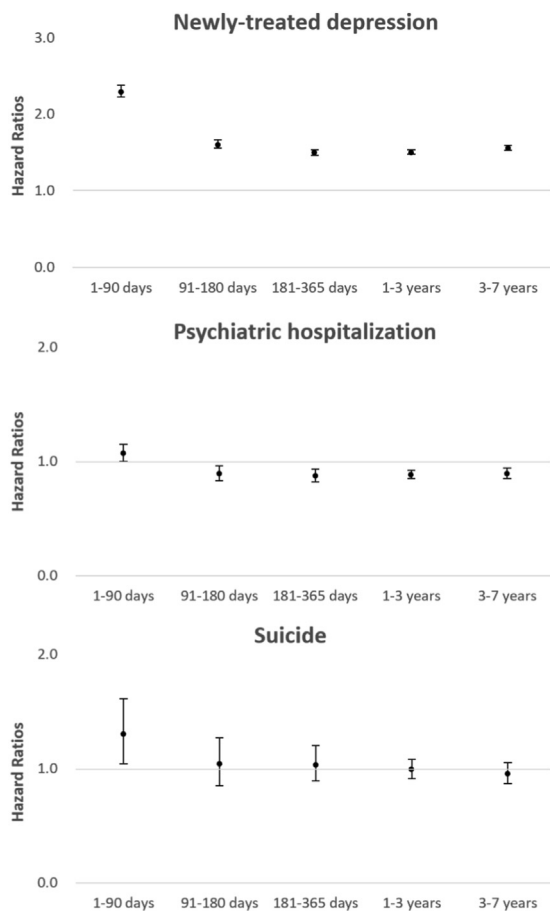 Newly-treated depression
3.0
2.0
1.0
0.0
Hazard Ratios
1-90 days 91-180 days 181-365 days 1-3 years 3-7 years
Psychiatric hospitalization
2.0
1.0
0.0
Hazard Ratios
1-90 days 91-180 days 181-365 days 1-3 years 3-7 years
Suicide
2.0
1.0
0.0
Hazard Ratios
1-90 days 91-180 days 181-365 days 1-3 years 3-7 years